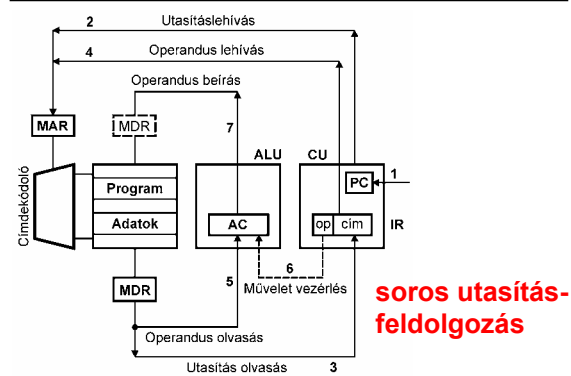 2 Utasításlehívás
4 Operandus lehívás
Operandus beírás
MAR
MDR
7
ALU
CU
1
PC
Címdekódoló
Program
Adatok
AC
op cím
IR
6
5
Művelet vezérlés
MDR
soros utasítás-
feldolgozás
Operandus olvasás
Utasítás olvasás 3